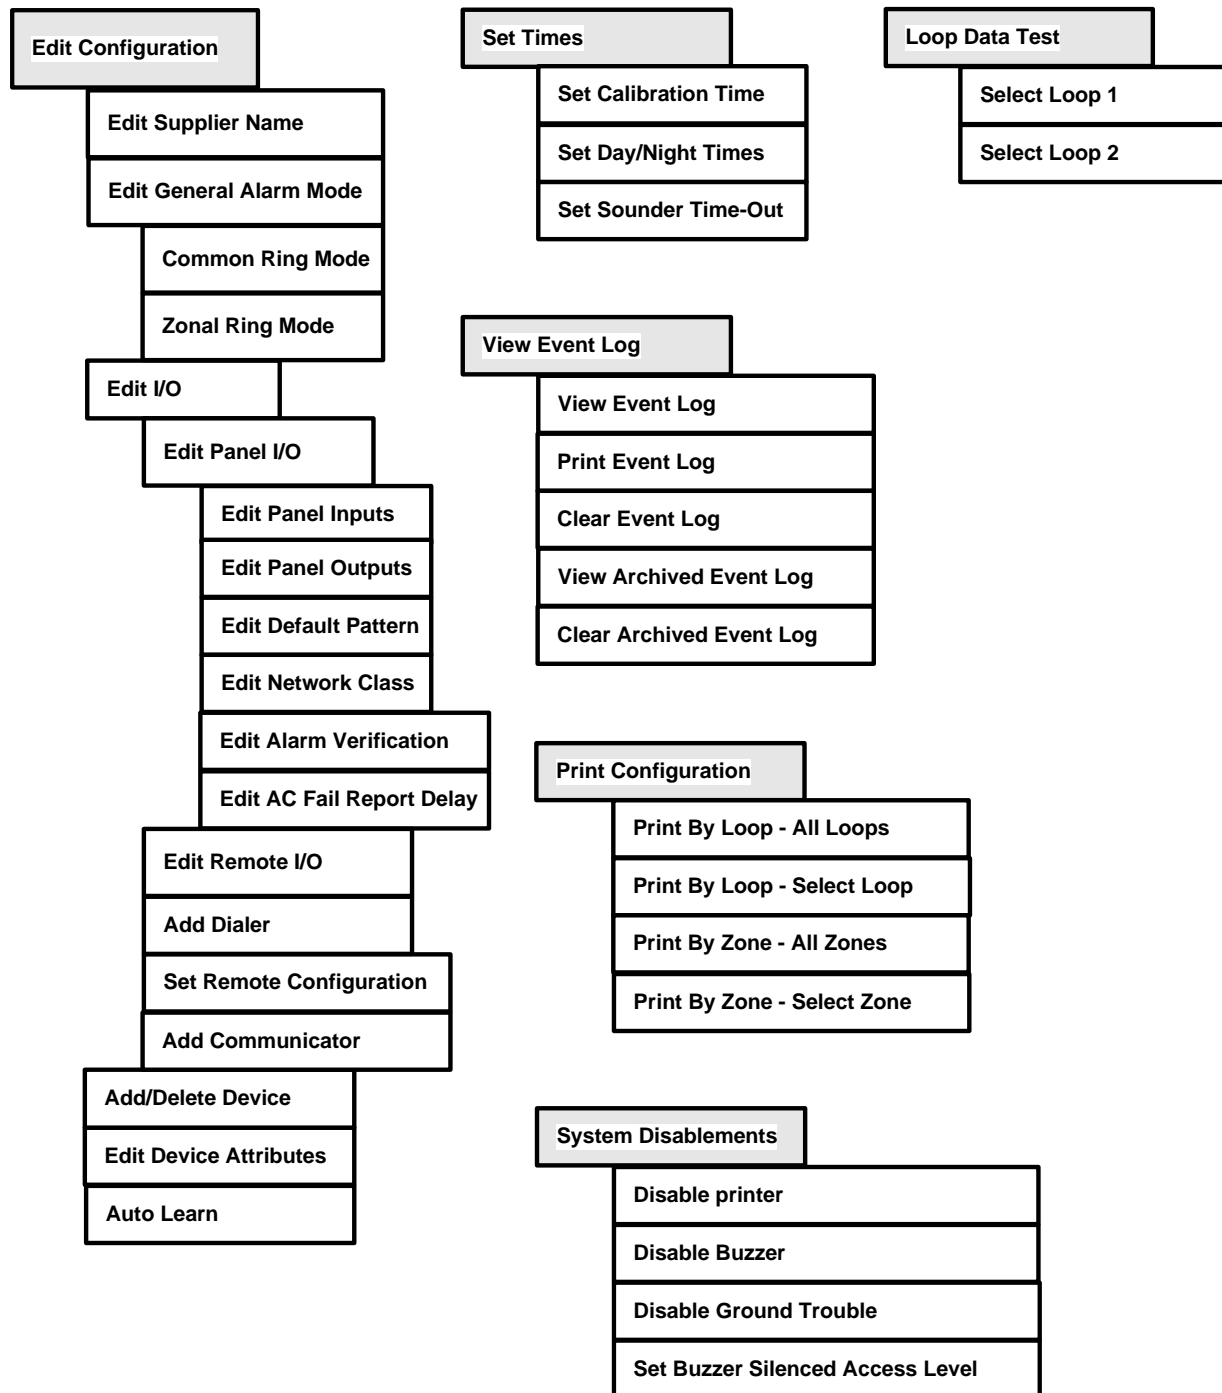 Edit Configuration
Edit Supplier Name
Edit General Alarm Mode
Common Ring Mode
Zonal Ring Mode
Edit I/O
Edit Panel I/O
Edit Panel Inputs
Edit Panel Outputs
Edit Default Pattern
Edit Network Class
Edit Alarm Verification
Edit AC Fail Report Delay
Edit Remote I/O
Add Dialer
Set Remote Configuration
Add Communicator
Add/Delete Device
Edit Device Attributes
Auto Learn
Set Times
Set Calibration Time
Set Day/Night Times
Set Sounder Time-Out
View Event Log
View Event Log
Print Event Log
Clear Event Log
View Archived Event Log
Clear Archived Event Log
Print Configuration
Print By Loop - All Loops
Print By Loop - Select Loop
Print By Zone - All Zones
Print By Zone - Select Zone
System Disablements
Disable printer
Disable Buzzer
Disable Ground Trouble
Set Buzzer Silenced Access Level
Loop Data Test
Select Loop 1
Select Loop 2